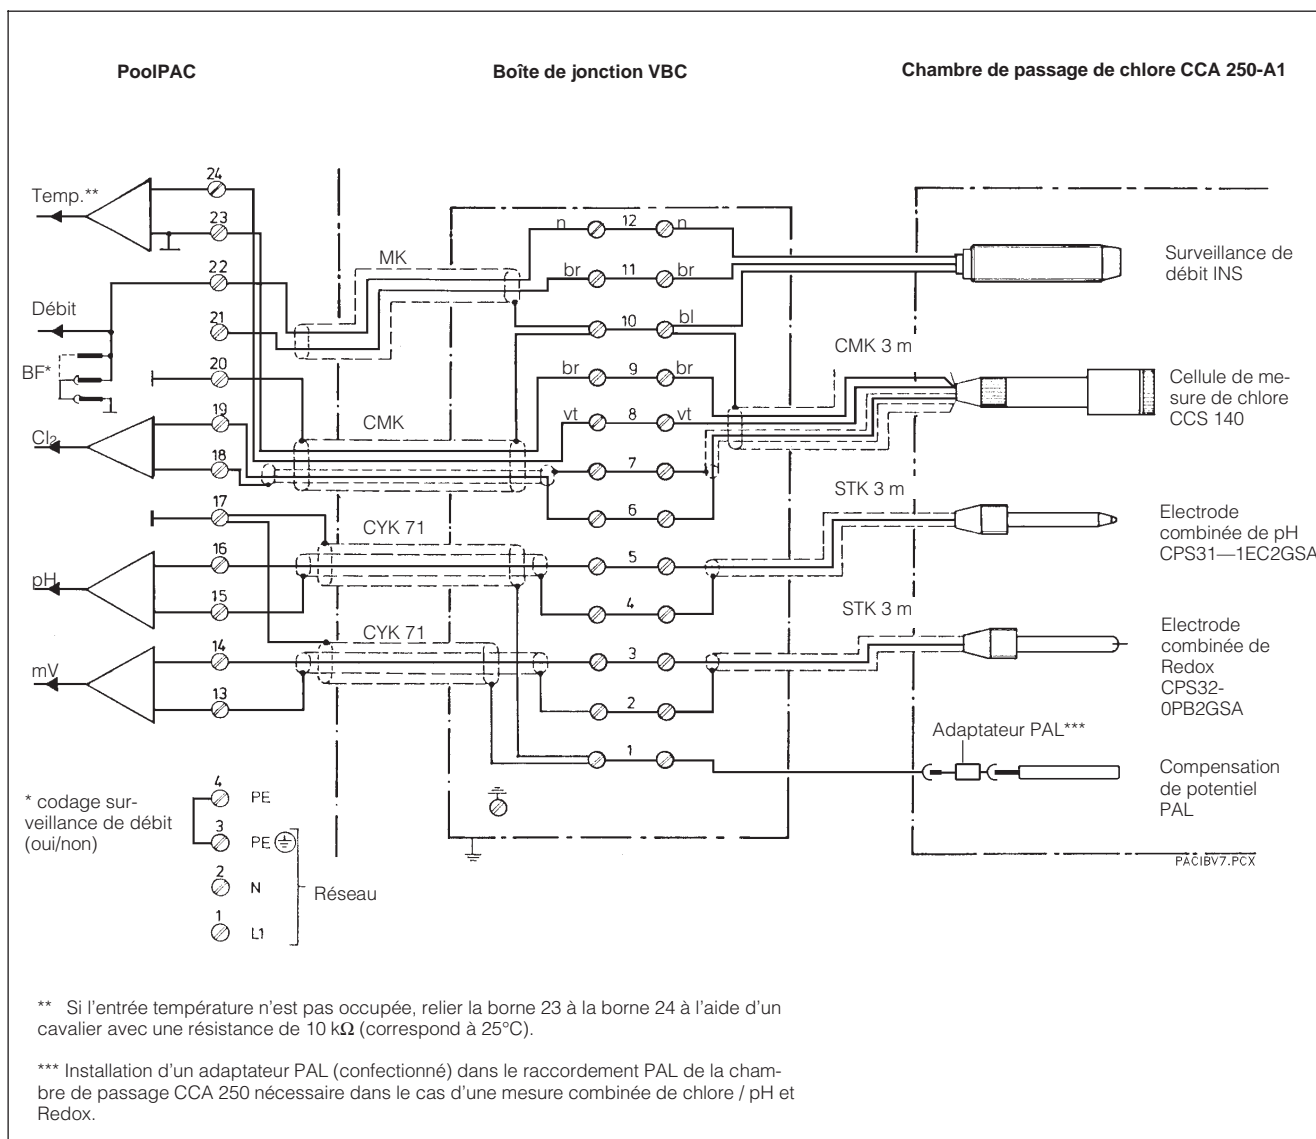 PoolPAC
Boîte de jonction VBC
Chambre de passage de chlore CCA 250-A1
Temp.**
24
23
22
Débit
21
BF*
20
19
Cl₂
18
17
16
pH
15
14
mV
13
MK
CMK
CYK 71
CYK 71
n 12 n
br 11 br
10 bl
br 9 br
vt 8 vt
7
6
5
4
3
2
1
CMK 3 m
STK 3 m
STK 3 m
Surveillance de
débit INS
Cellule de me-
sure de chlore
CCS 140
Electrode
combinée de pH
CPS31—1EC2GSA
Electrode
combinée de
Redox
CPS32-
0PB2GSA
Adaptateur PAL***
Compensation
de potentiel
PAL
PACIBV7.PCX
* codage sur-
veillance de débit
(oui/non)
4 PE
3 PE
2 N
1 L1
Réseau
** Si l'entrée température n'est pas occupée, relier la borne 23 à la borne 24 à l'aide d'un
cavalier avec une résistance de 10 kΩ (correspond à 25°C).
*** Installation d'un adaptateur PAL (confectionné) dans le raccordement PAL de la cham-
bre de passage CCA 250 nécessaire dans le cas d'une mesure combinée de chlore / pH et
Redox.